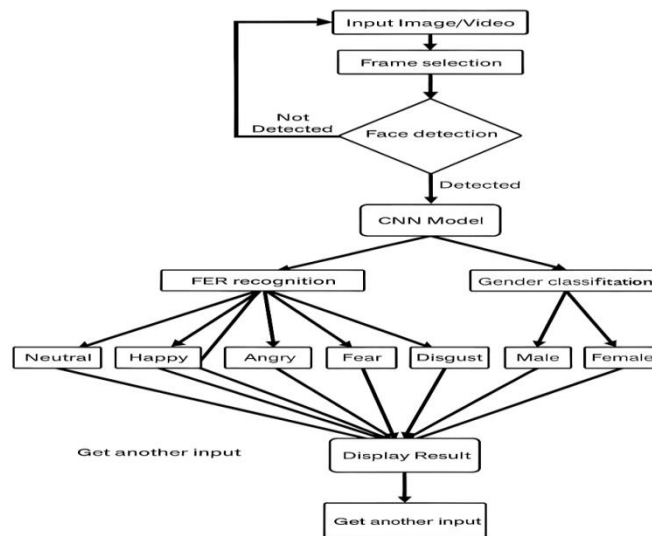 Input Image/Video
Frame selection
Not
Detected
Face detection
Detected
CNN Model
FER recognition
Gender classifitation
Neutral
Happy
Angry
Fear
Disgust
Male
Female
Get another input
Display Result
Get another input